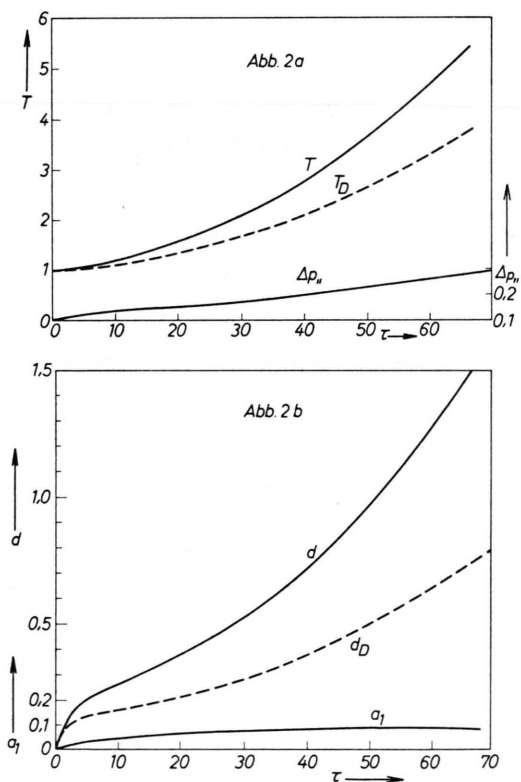 6
Abb. 2a
5
T
4
3
T
T_D
2
1
Δp_{||}
Δp_{||}
0,2
0
0,1
0 10 20 30 40 50 60
τ
1,5
Abb. 2b
1,0
d
d
0,5
d_D
0,2
0,1
a_1
a_1
0
0 10 20 30 40 50 60 70
τ